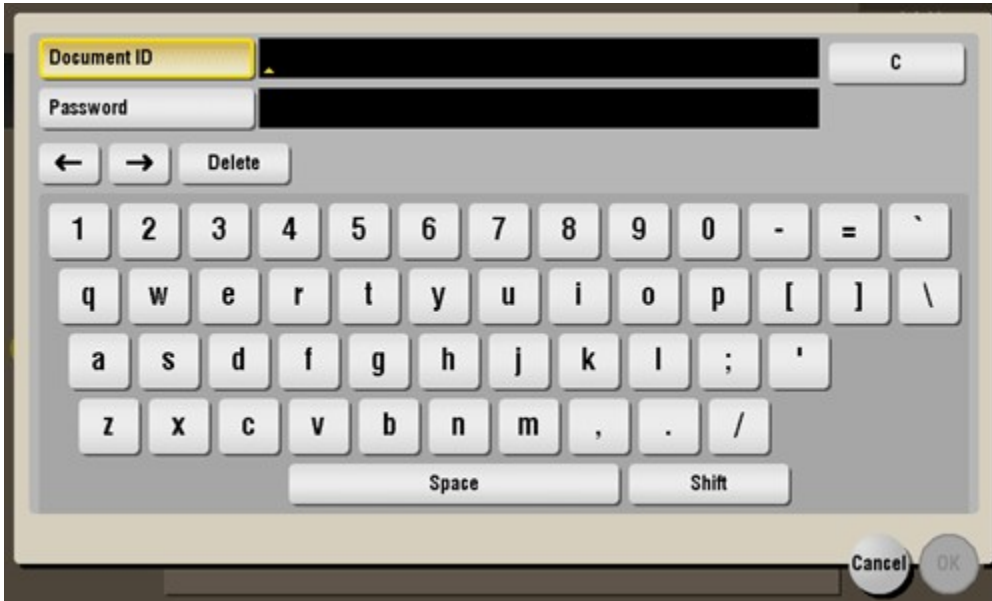 Document ID
C
Password
← → Delete
1 2 3 4 5 6 7 8 9 0 - = `
q w e r t y u i o p [ ] \
a s d f g h j k l ; '
z x c v b n m , . /
Space Shift
Cancel OK